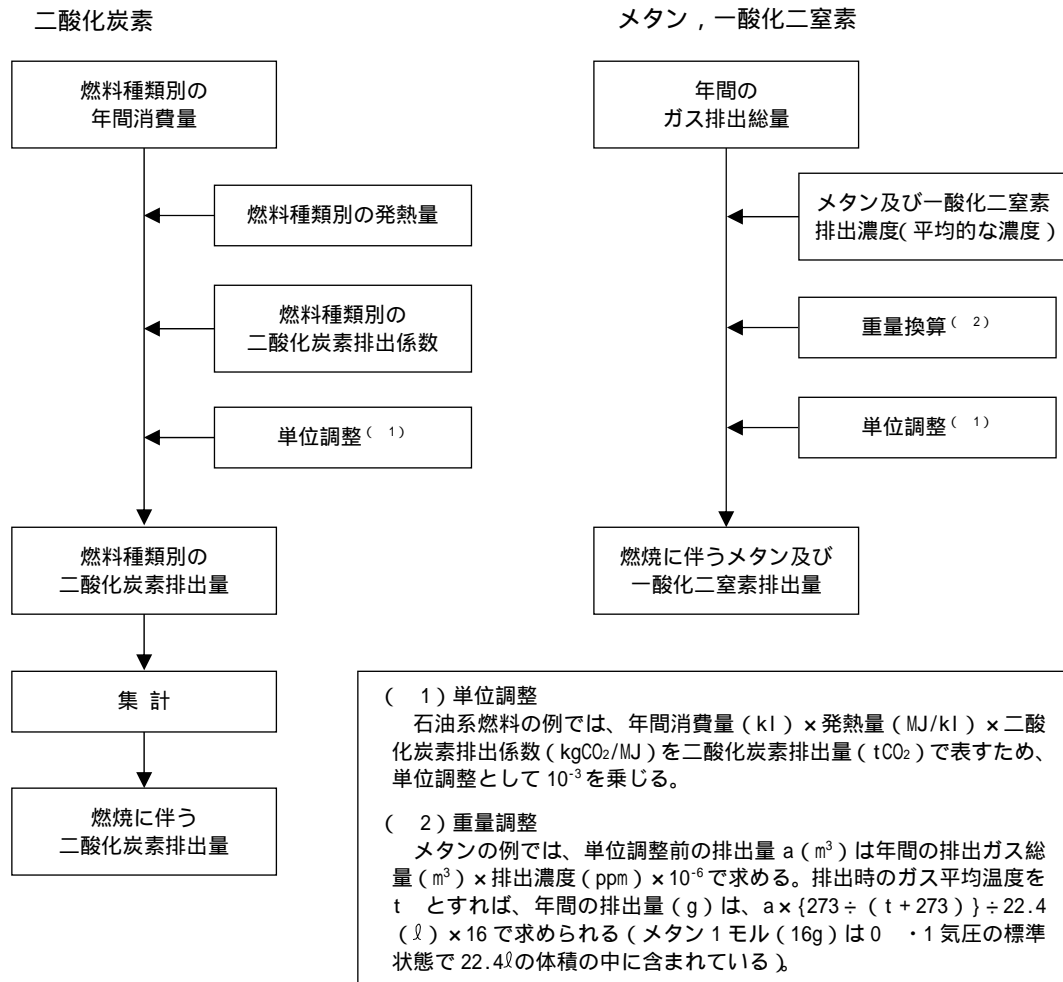 二酸化炭素
燃料種類別の
年間消費量
燃料種類別の発熱量
燃料種類別の
二酸化炭素排出係数
単位調整( 1)
燃料種類別の
二酸化炭素排出量
集 計
燃焼に伴う
二酸化炭素排出量
メタン,一酸化二窒素
年間の
ガス排出総量
メタン及び一酸化二窒素
排出濃度(平均的な濃度)
重量換算( 2)
単位調整( 1)
燃焼に伴うメタン及び
一酸化二窒素排出量
( 1)単位調整
石油系燃料の例では、年間消費量(kl)×発熱量(MJ/kl)×二酸
化炭素排出係数(kgCO₂/MJ)を二酸化炭素排出量(tCO₂)で表すため、
単位調整として 10⁻³を乗じる。
( 2)重量調整
メタンの例では、単位調整前の排出量 a(m³)は年間の排出ガス総
量(m³)×排出濃度(ppm)×10⁻⁶で求める。排出時のガス平均温度を
t とすれば、年間の排出量(g)は、a×{273÷(t+273)}÷22.4
(ℓ)×16 で求められる(メタン1モル(16g)は0 ・1気圧の標準
状態で 22.4ℓの体積の中に含まれている)。